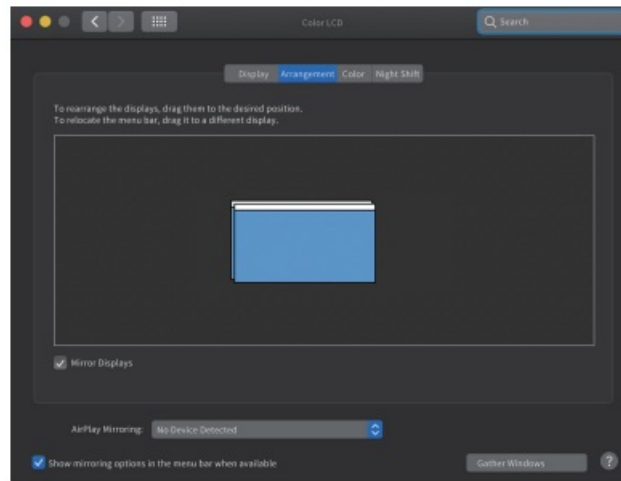 Color LCD
Search
Display Arrangement Color Night Shift
To rearrange the displays, drag them to the desired position.
To relocate the menu bar, drag it to a different display.
Mirror Displays
AirPlay Mirroring: No Device Detected
Show mirroring options in the menu bar when available
Gather Windows ?